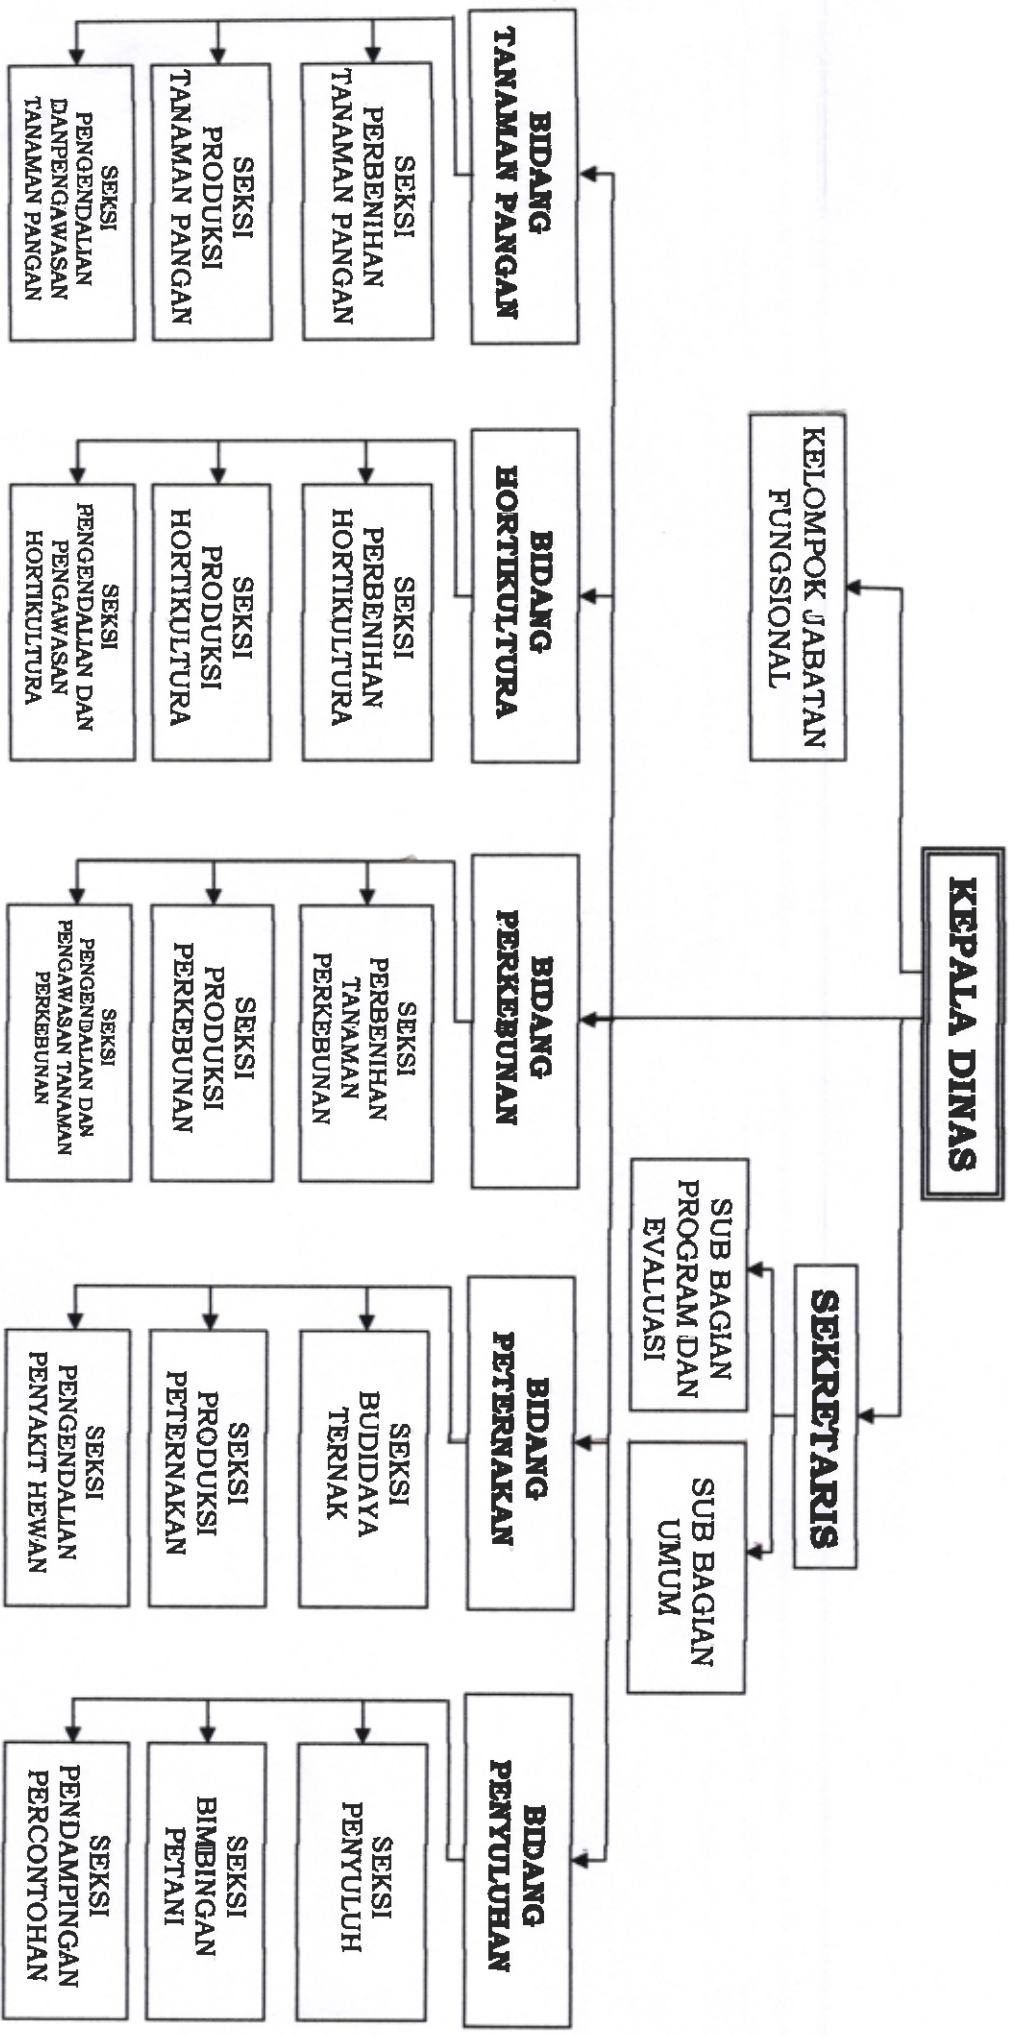 KEPALA DINAS
KELOMPOK JABATAN
FUNGSIONAL
SEKRETARIS
SUB BAGIAN
PROGRAM DAN
EVALUASI
SUB BAGIAN
UMUM
BIDANG
TANAMAN PANGAN
SEKSI
PERBENIHAN
TANAMAN PANGAN
SEKSI
PRODUKSI
TANAMAN PANGAN
SEKSI
PENGENDALIAN
DANPENGAWASAN
TANAMAN PANGAN
BIDANG
HORTIKULTURA
SEKSI
PERBENIHAN
HORTIKULTURA
SEKSI
PRODUKSI
HORTIKULTURA
SEKSI
PENGENDALIAN DAN
PENGAWASAN
HORTIKULTURA
BIDANG
PERKEBUNAN
SEKSI
PERBENIHAN
TANAMAN
PERKEBUNAN
SEKSI
PRODUKSI
PERKEBUNAN
SEKSI
PENGENDALIAN DAN
PENGAWASAN TANAMAN
PERKEBUNAN
BIDANG
PETERNAKAN
SEKSI
BUDIDAYA
TERNAK
SEKSI
PRODUKSI
PETERNAKAN
SEKSI
PENGENDALIAN
PENYAKIT HEWAN
BIDANG
PENYULUHAN
SEKSI
PENYULUH
SEKSI
BIMBINGAN
PETANI
SEKSI
PENDAMPINGAN
PERCONTOHAN